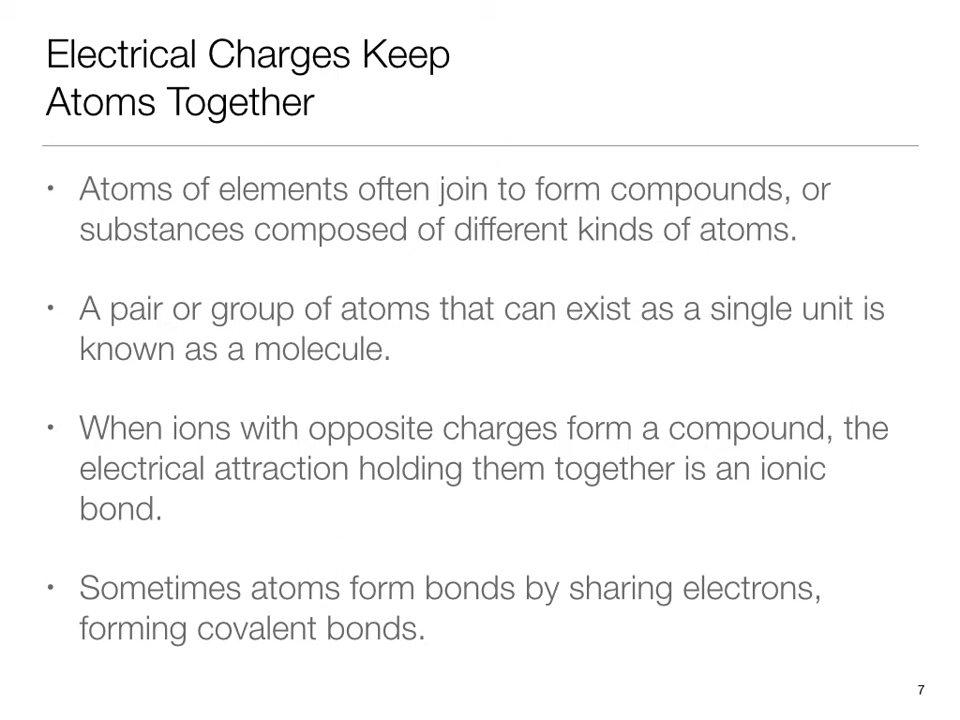 Electrical Charges Keep
Atoms Together
• Atoms of elements often join to form compounds, or
substances composed of different kinds of atoms.
• A pair or group of atoms that can exist as a single unit is
known as a molecule.
• When ions with opposite charges form a compound, the
electrical attraction holding them together is an ionic
bond.
• Sometimes atoms form bonds by sharing electrons,
forming covalent bonds.
7